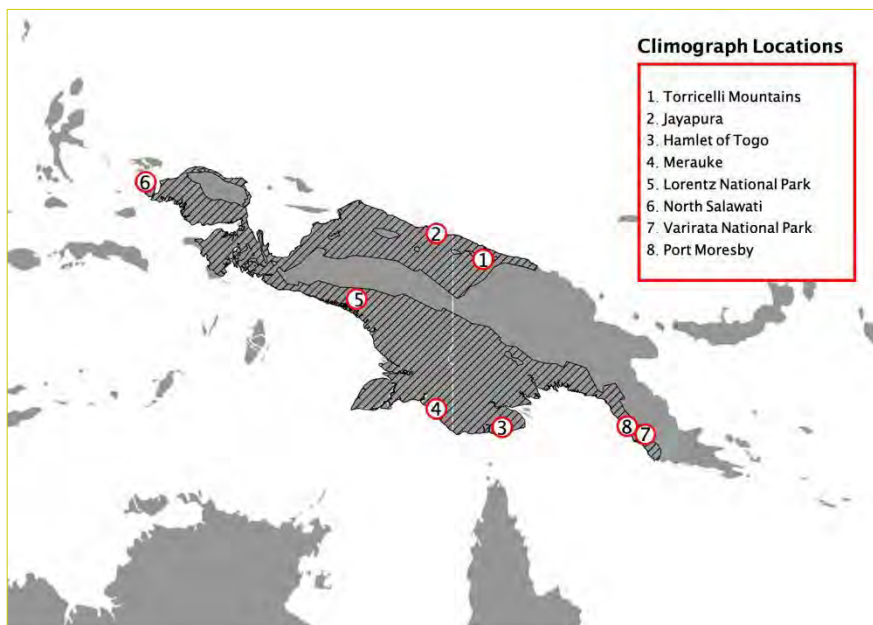 Climograph Locations
1. Torricelli Mountains
2. Jayapura
3. Hamlet of Togo
4. Merauke
5. Lorentz National Park
6. North Salawati
7. Varirata National Park
8. Port Moresby
6
2
1
5
4
3
8
7